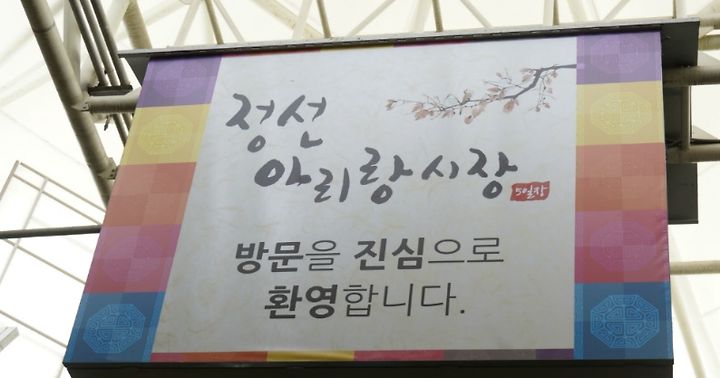 정선
아리랑시장 5일장
방문을 진심으로
환영합니다.